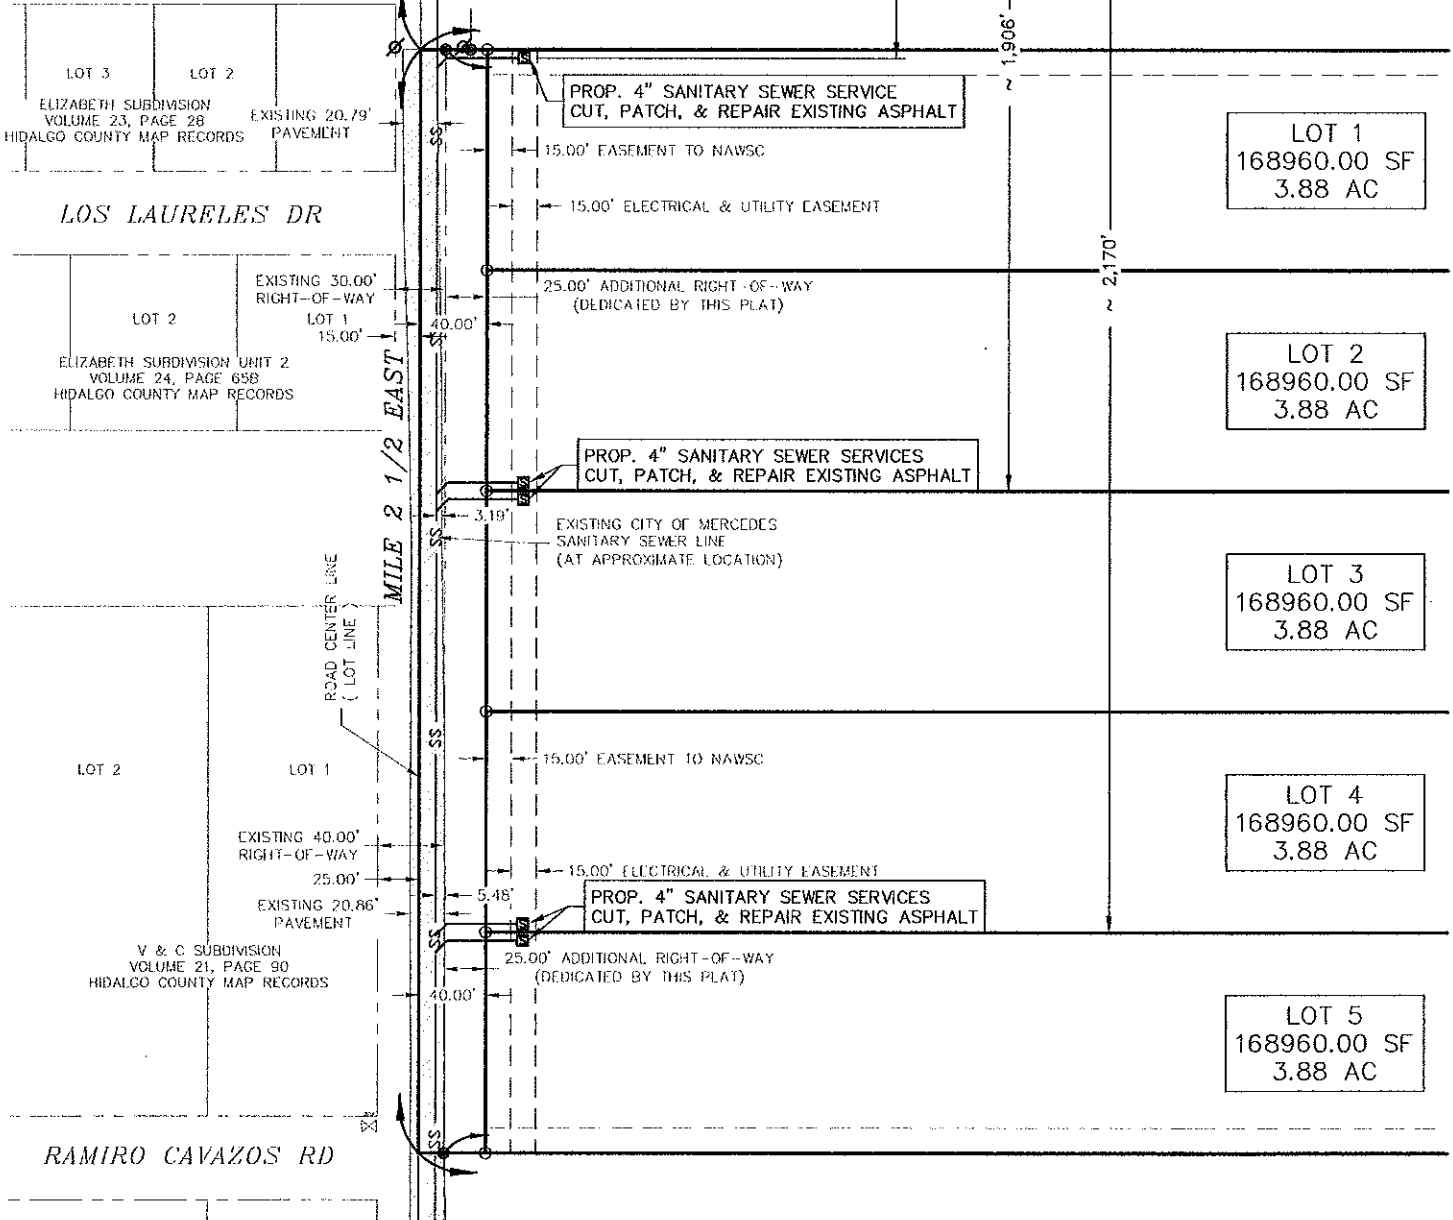 ~ 1,906'
LOT 3
LOT 2
ELIZABETH SUBDIVISION
VOLUME 23, PAGE 28
HIDALGO COUNTY MAP RECORDS
EXISTING 20.79'
PAVEMENT
SS
PROP. 4" SANITARY SEWER SERVICE
CUT, PATCH, & REPAIR EXISTING ASPHALT
15.00' EASEMENT TO NAWSC
LOT 1
168960.00 SF
3.88 AC
LOS LAURELES DR
15.00' ELECTRICAL & UTILITY EASEMENT
~ 2,170' ~
EXISTING 30.00'
RIGHT-OF-WAY
25.00' ADDITIONAL RIGHT-OF-WAY
(DEDICATED BY THIS PLAT)
LOT 2
LOT 1
15.00'
40.00'
SS
ELIZABETH SUBDIVISION UNIT 2
VOLUME 24, PAGE 65B
HIDALGO COUNTY MAP RECORDS
LOT 2
168960.00 SF
3.88 AC
MILE 2 1/2 EAST
PROP. 4" SANITARY SEWER SERVICES
CUT, PATCH, & REPAIR EXISTING ASPHALT
3.19'
SS
EXISTING CITY OF MERCEDES
SANITARY SEWER LINE
(AT APPROXIMATE LOCATION)
LOT 3
168960.00 SF
3.88 AC
ROAD CENTER LINE
( LOT LINE )
SS
15.00' EASEMENT TO NAWSC
LOT 2
LOT 1
LOT 4
168960.00 SF
3.88 AC
EXISTING 40.00'
RIGHT-OF-WAY
25.00'
15.00' ELECTRICAL & UTILITY EASEMENT
5.48'
EXISTING 20.86'
PAVEMENT
PROP. 4" SANITARY SEWER SERVICES
CUT, PATCH, & REPAIR EXISTING ASPHALT
SS
V & C SUBDIVISION
VOLUME 21, PAGE 90
HIDALGO COUNTY MAP RECORDS
25.00' ADDITIONAL RIGHT-OF-WAY
(DEDICATED BY THIS PLAT)
40.00'
LOT 5
168960.00 SF
3.88 AC
SS
RAMIRO CAVAZOS RD